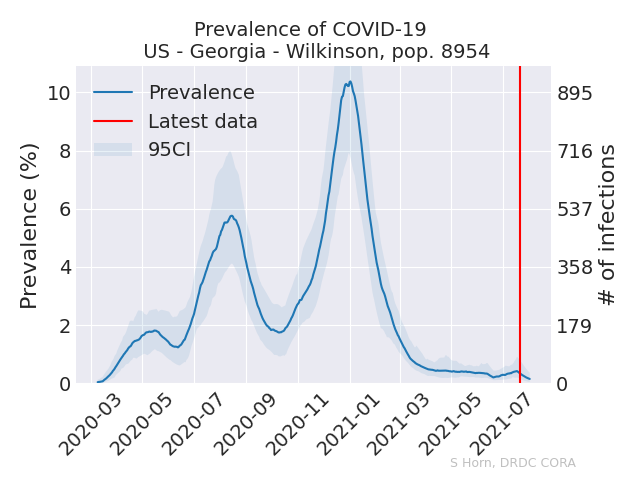 Prevalence of COVID-19
US - Georgia - Wilkinson, pop. 8954
Prevalence
Latest data
95CI
Prevalence (%)
10
8
6
4
2
0
895
716
537
358
179
0
# of infections
2020-03
2020-05
2020-07
2020-09
2020-11
2021-01
2021-03
2021-05
2021-07
S Horn, DRDC CORA